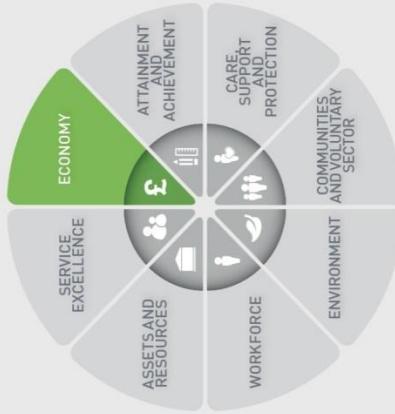 ECONOMY
ATTAINMENT
AND
ACHIEVEMENT
CARE,
SUPPORT
AND
PROTECTION
COMMUNITIES
AND VOLUNTARY
SECTOR
ENVIRONMENT
WORKFORCE
ASSETS AND
RESOURCES
SERVICE
EXCELLENCE
£